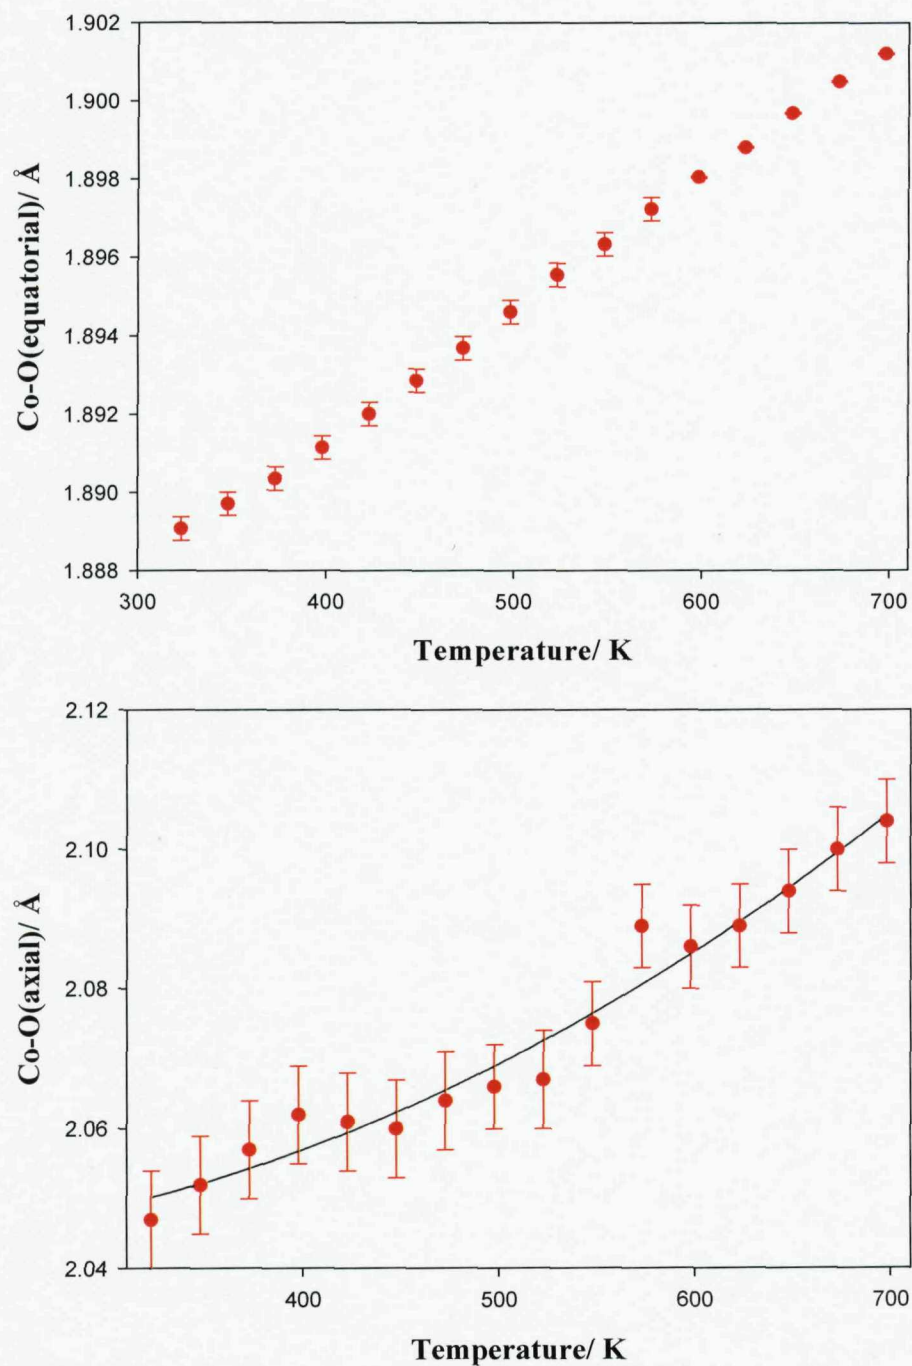 1.902
1.900
1.898
1.896
1.894
1.892
1.890
1.888
Co-O(equatorial)/ Å
300 400 500 600 700
Temperature/ K
2.12
2.10
2.08
2.06
2.04
Co-O(axial)/ Å
400 500 600 700
Temperature/ K